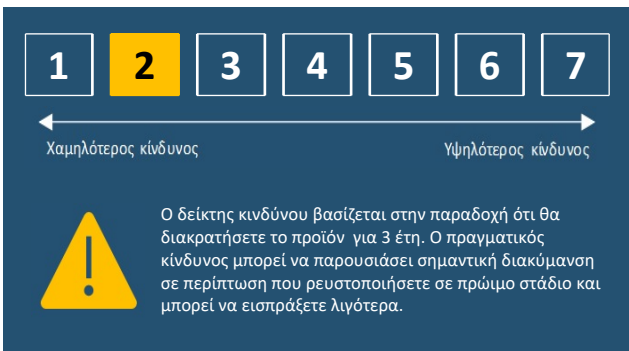 1 2 3 4 5 6 7
Χαμηλότερος κίνδυνος Υψηλότερος κίνδυνος
Ο δείκτης κινδύνου βασίζεται στην παραδοχή ότι θα
διακρατήσετε το προϊόν για 3 έτη. Ο πραγματικός
κίνδυνος μπορεί να παρουσιάσει σημαντική διακύμανση
σε περίπτωση που ρευστοποιήσετε σε πρώιμο στάδιο και
μπορεί να εισπράξετε λιγότερα.